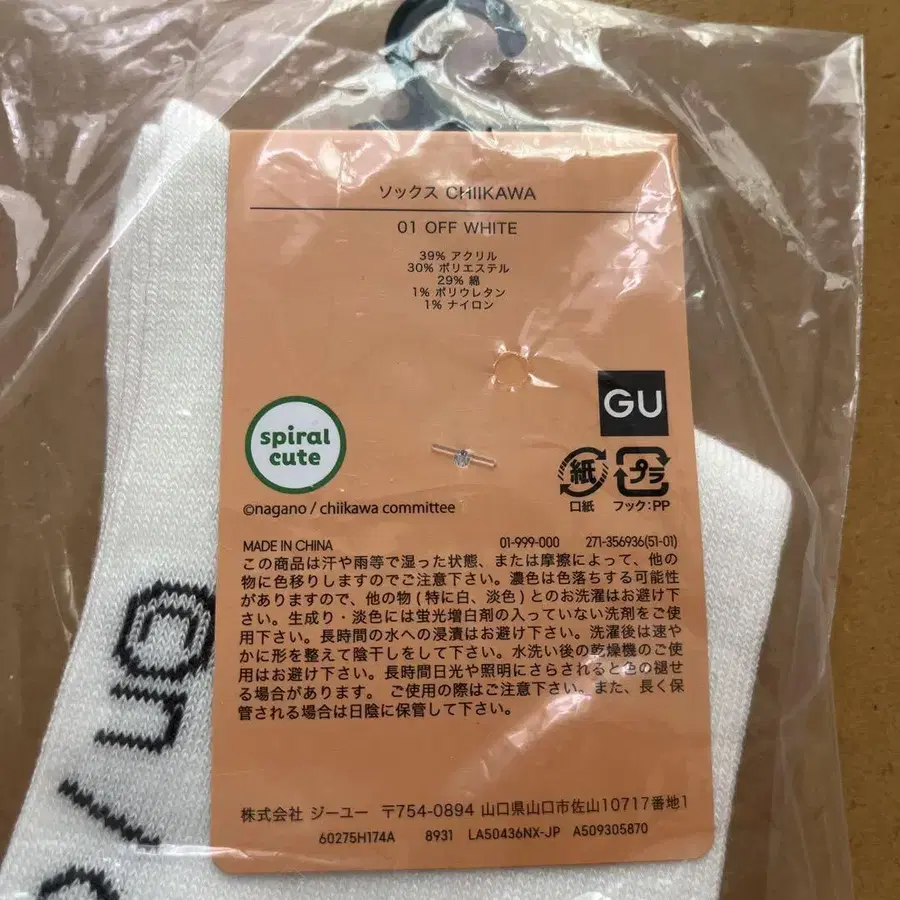 ソックス CHIIKAWA
01 OFF WHITE
39% アクリル
30% ポリエステル
29% 綿
1% ポリウレタン
1% ナイロン
GU
spiral
cute
紙 プラ
口紙 フック:PP
©nagano / chiikawa committee
MADE IN CHINA 01-999-000 271-356936(51-01)
この商品は汗や雨等で湿った状態、または摩擦によって、他の
物に色移りしますのでご注意下さい。濃色は色落ちする可能性
がありますので、他の物(特に白、淡色)とのお洗濯はお避け下
さい。生成り・淡色には蛍光増白剤の入っていない洗剤をご使
用下さい。長時間の水への浸漬はお避け下さい。洗濯後は速や
かに形を整えて陰干しをして下さい。水洗い後の乾燥機のご使
用はお避け下さい。長時間日光や照明にさらされると色の褪せ
る場合があります。 ご使用の際はご注意下さい。また、長く保
管される場合は日陰に保管して下さい。
株式会社 ジーユー 〒754-0894 山口県山口市佐山10717番地1
60275H174A 8931 LA50436NX-JP A509305870